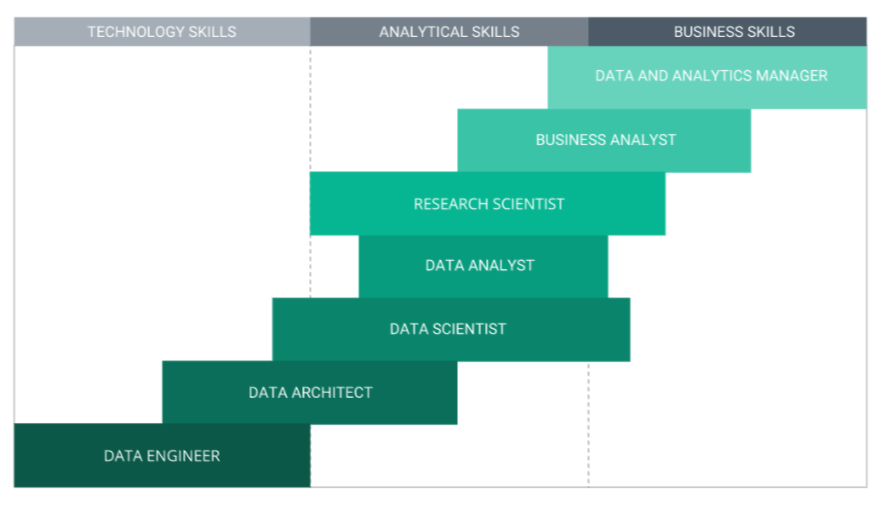 TECHNOLOGY SKILLS ANALYTICAL SKILLS BUSINESS SKILLS
DATA AND ANALYTICS MANAGER
BUSINESS ANALYST
RESEARCH SCIENTIST
DATA ANALYST
DATA SCIENTIST
DATA ARCHITECT
DATA ENGINEER